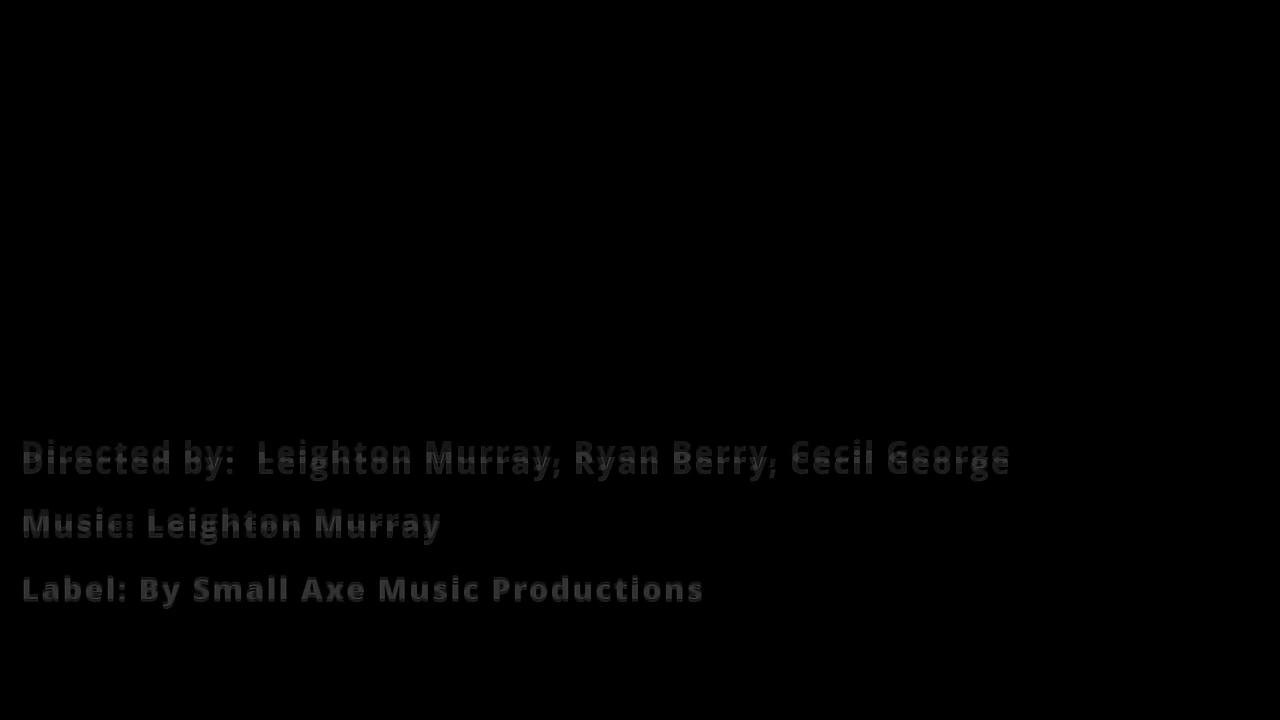 Directed by: Leighton Murray, Ryan Berry, Cecil George
Music: Leighton Murray
Label: By Small Axe Music Productions